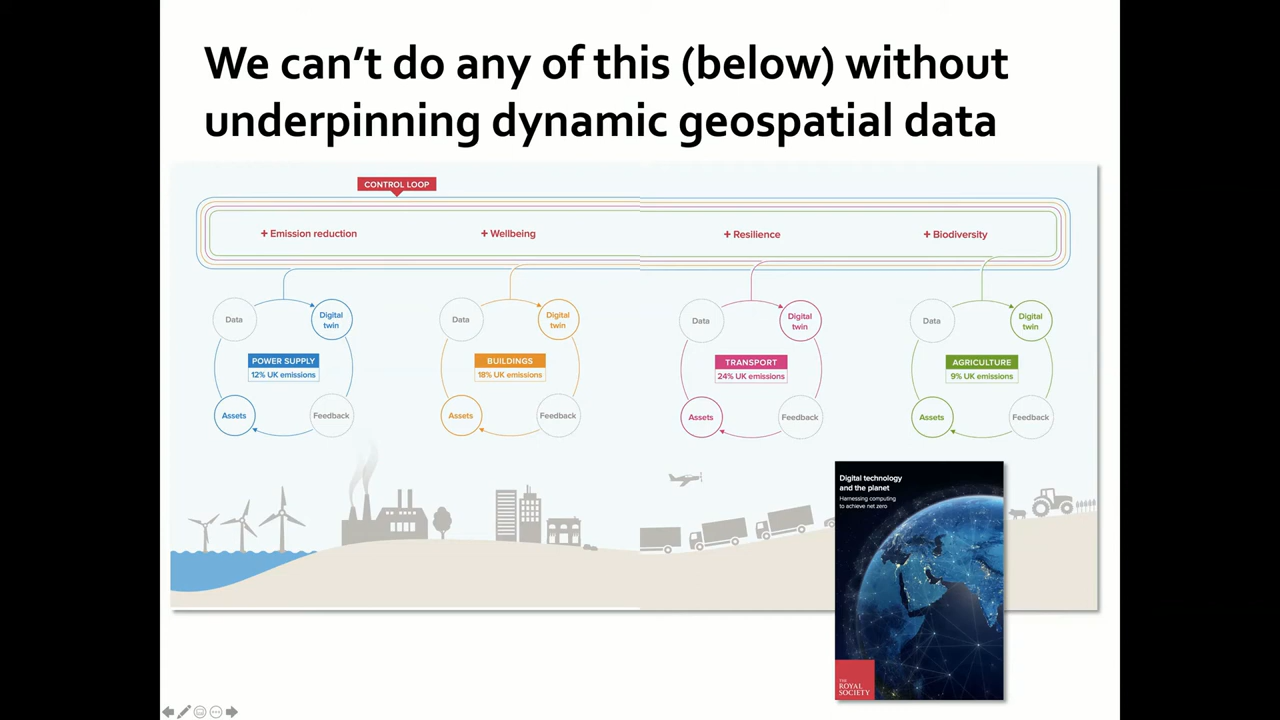 We can't do any of this (below) without
underpinning dynamic geospatial data
CONTROL LOOP
+ Emission reduction
+ Wellbeing
+ Resilience
+ Biodiversity
Data
Digital
twin
POWER SUPPLY
12% UK emissions
Assets
Feedback
Data
Digital
twin
BUILDINGS
18% UK emissions
Assets
Feedback
Data
Digital
twin
TRANSPORT
24% UK emissions
Assets
Feedback
Data
Digital
twin
AGRICULTURE
9% UK emissions
Assets
Feedback
Digital technology
and the planet
Harnessing computing
to achieve net zero
THE
ROYAL
SOCIETY